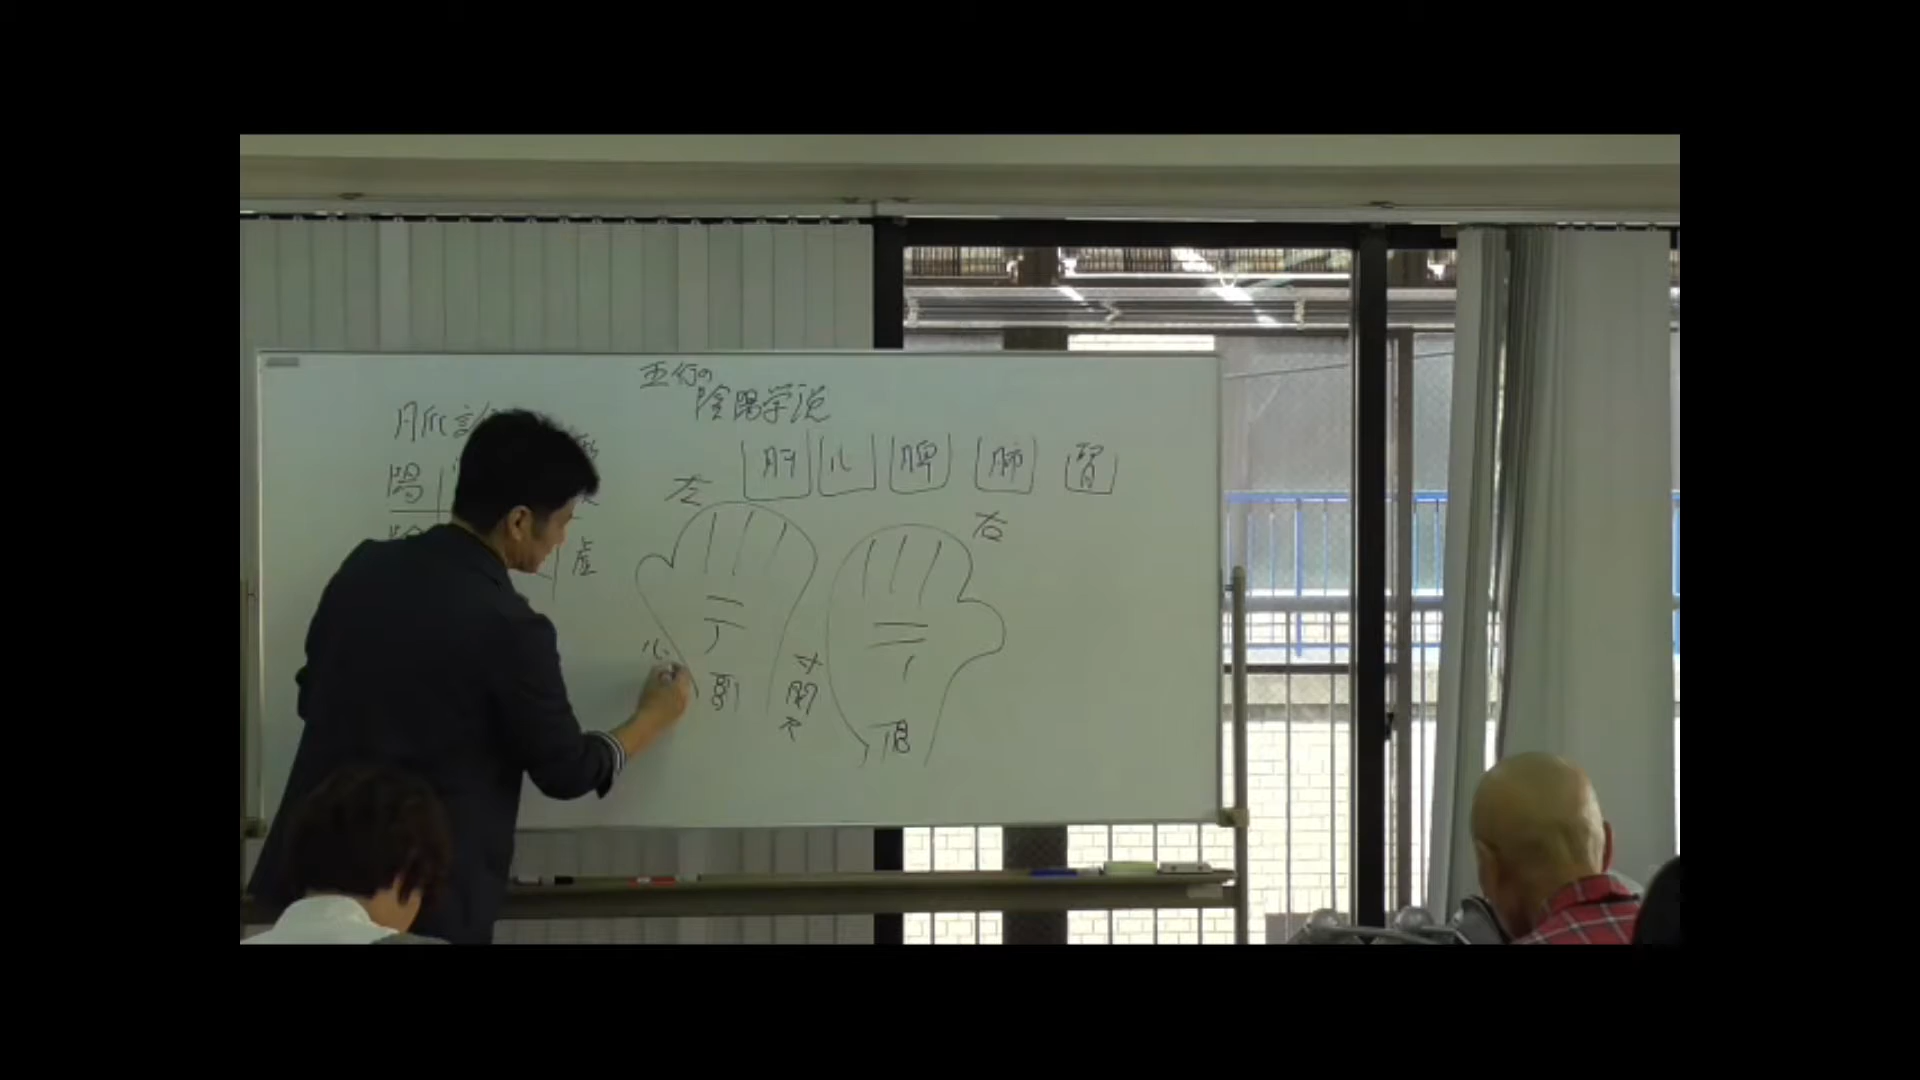 五行の
陰陽学説
脈診
陽
肝 心 脾 肺 腎
左
右
虚
心
寸
関
尺